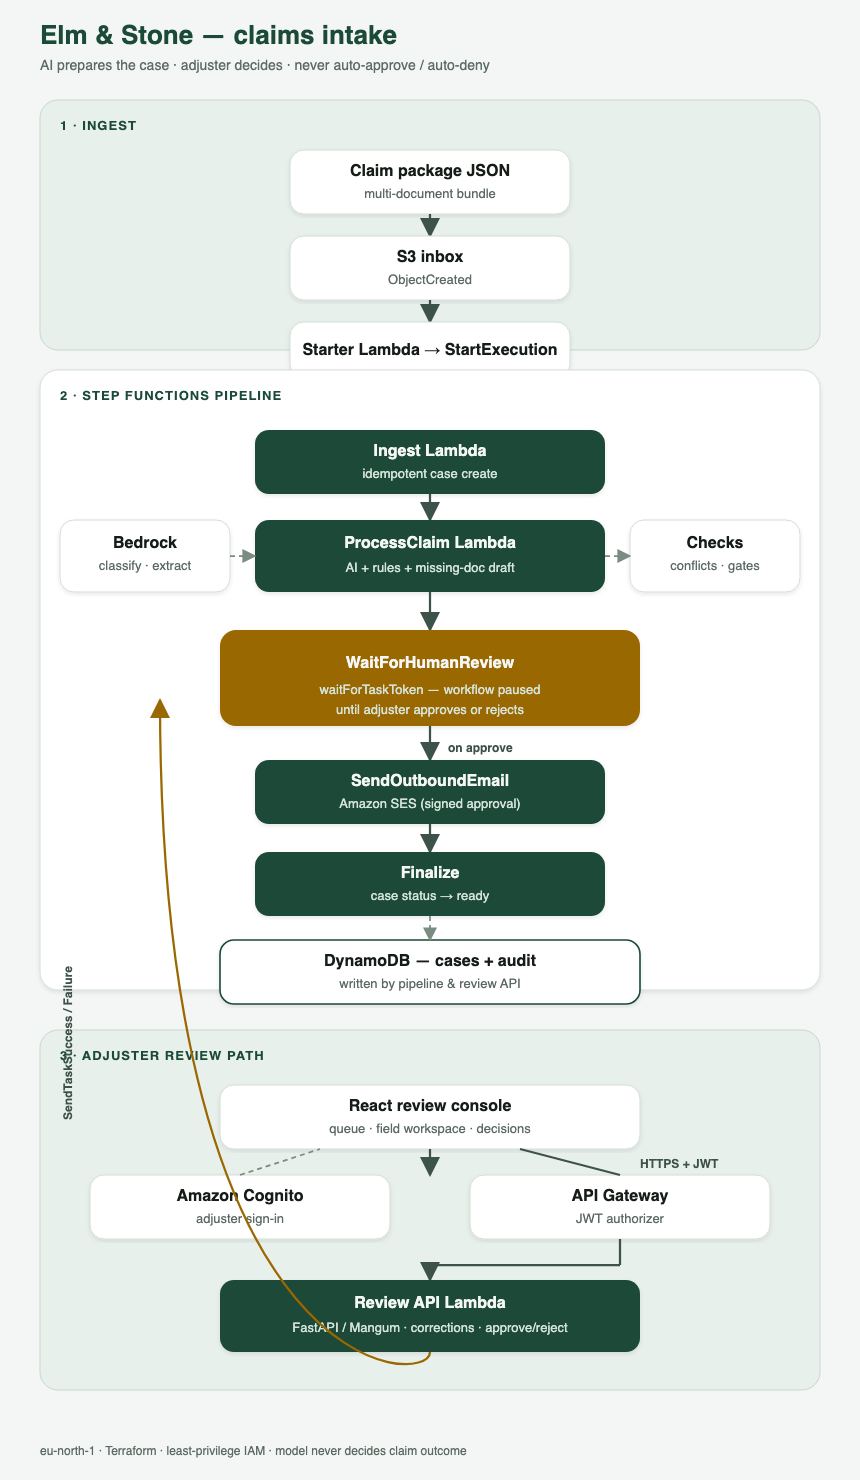 Elm & Stone — claims intake
AI prepares the case · adjuster decides · never auto-approve / auto-deny
1 · INGEST
Claim package JSON
multi-document bundle
S3 inbox
ObjectCreated
Starter Lambda → StartExecution
2 · STEP FUNCTIONS PIPELINE
Ingest Lambda
idempotent case create
Bedrock
classify · extract
ProcessClaim Lambda
AI + rules + missing-doc draft
Checks
conflicts · gates
WaitForHumanReview
waitForTaskToken — workflow paused
until adjuster approves or rejects
on approve
SendOutboundEmail
Amazon SES (signed approval)
Finalize
case status → ready
DynamoDB — cases + audit
written by pipeline & review API
SendTaskSuccess / Failure
3 · ADJUSTER REVIEW PATH
React review console
queue · field workspace · decisions
HTTPS + JWT
Amazon Cognito
adjuster sign-in
API Gateway
JWT authorizer
Review API Lambda
FastAPI / Mangum · corrections · approve/reject
eu-north-1 · Terraform · least-privilege IAM · model never decides claim outcome